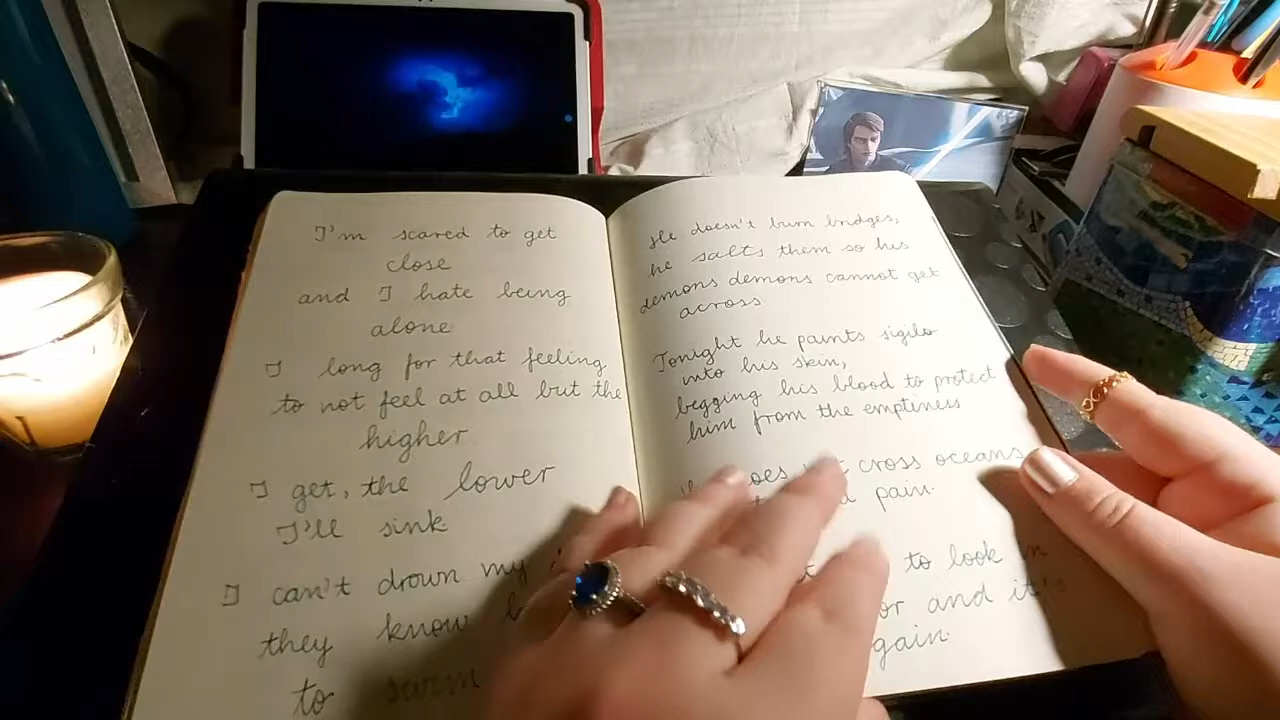 I'm scared to get
close
and I hate being
alone
I long for that feeling
to not feel at all but the
higher
I get, the lower
I'll sink
I can't drown my
they know
to swim
He doesn't burn bridges,
he salts them so his
demons demons cannot get
across
Tonight he paints sigils
into his skin,
begging his blood to protect
him from the emptiness
cross oceans
pain.
to look in
and it's
gain.